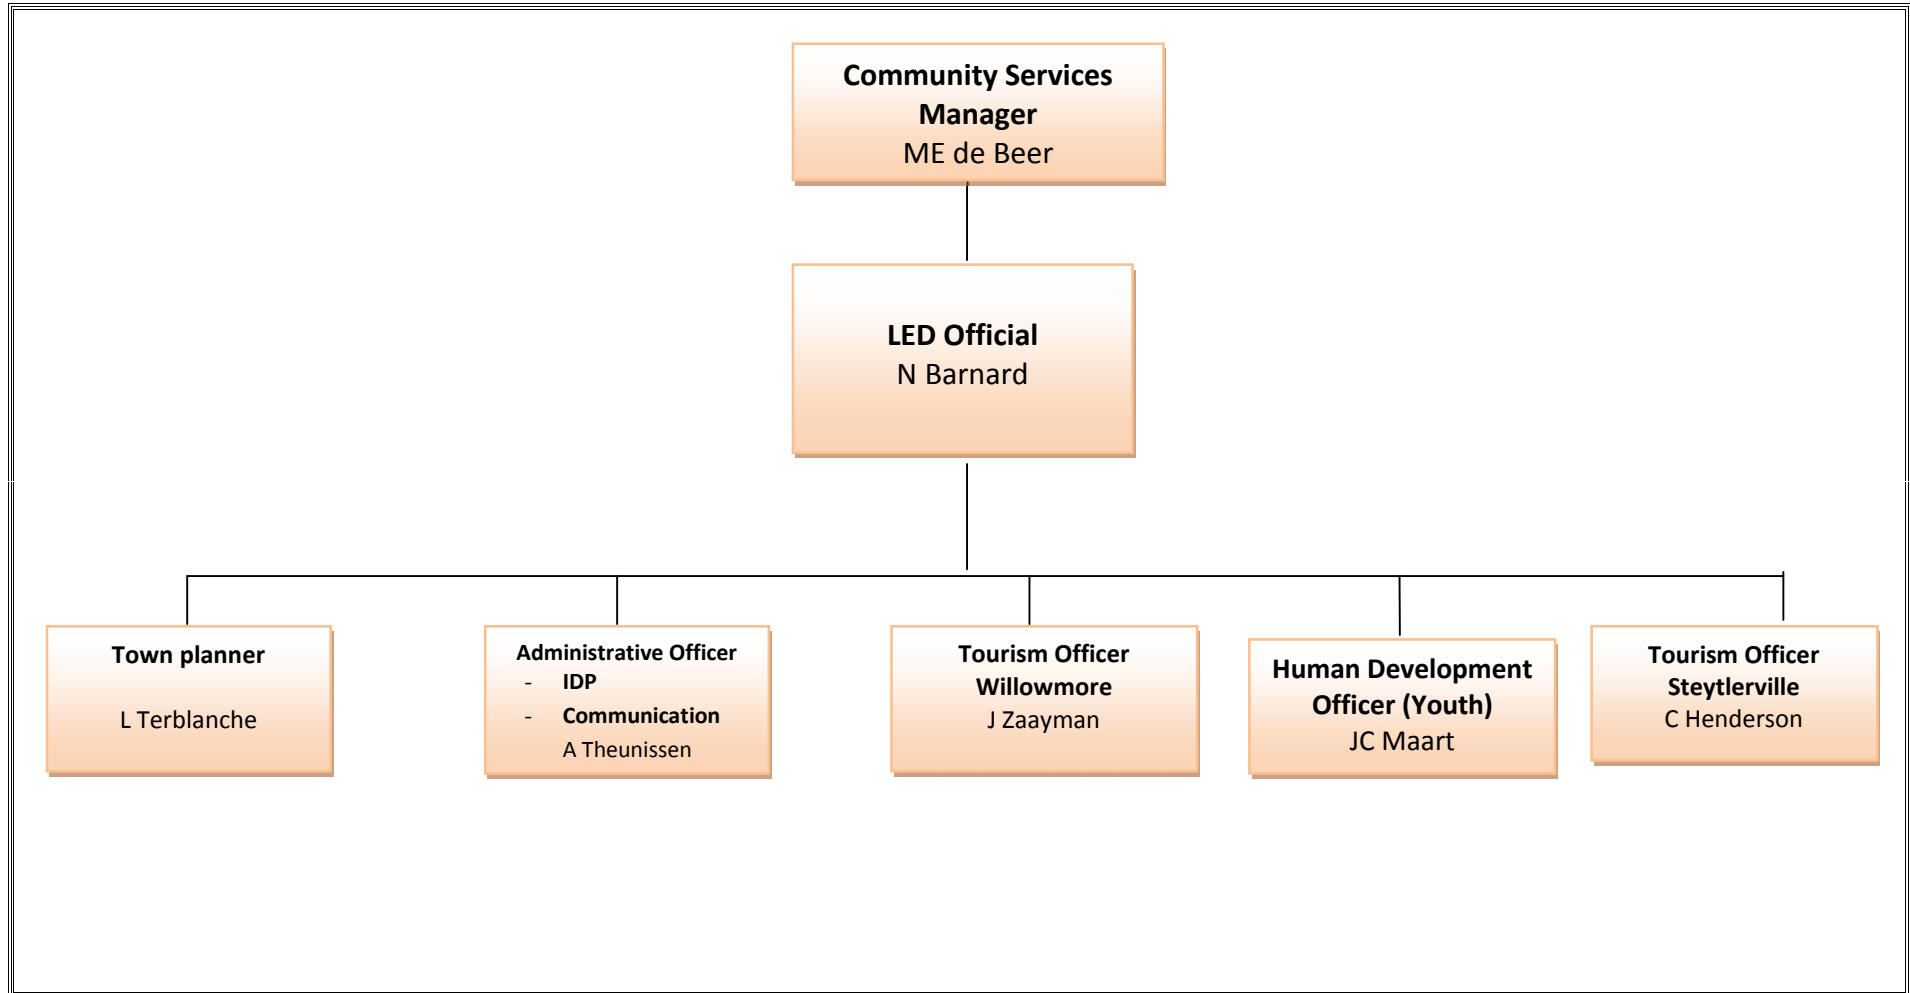 Community Services
Manager
ME de Beer
LED Official
N Barnard
Town planner
L Terblanche
Administrative Officer
- IDP
- Communication
A Theunissen
Tourism Officer
Willowmore
J Zaayman
Human Development
Officer (Youth)
JC Maart
Tourism Officer
Steytlerville
C Henderson